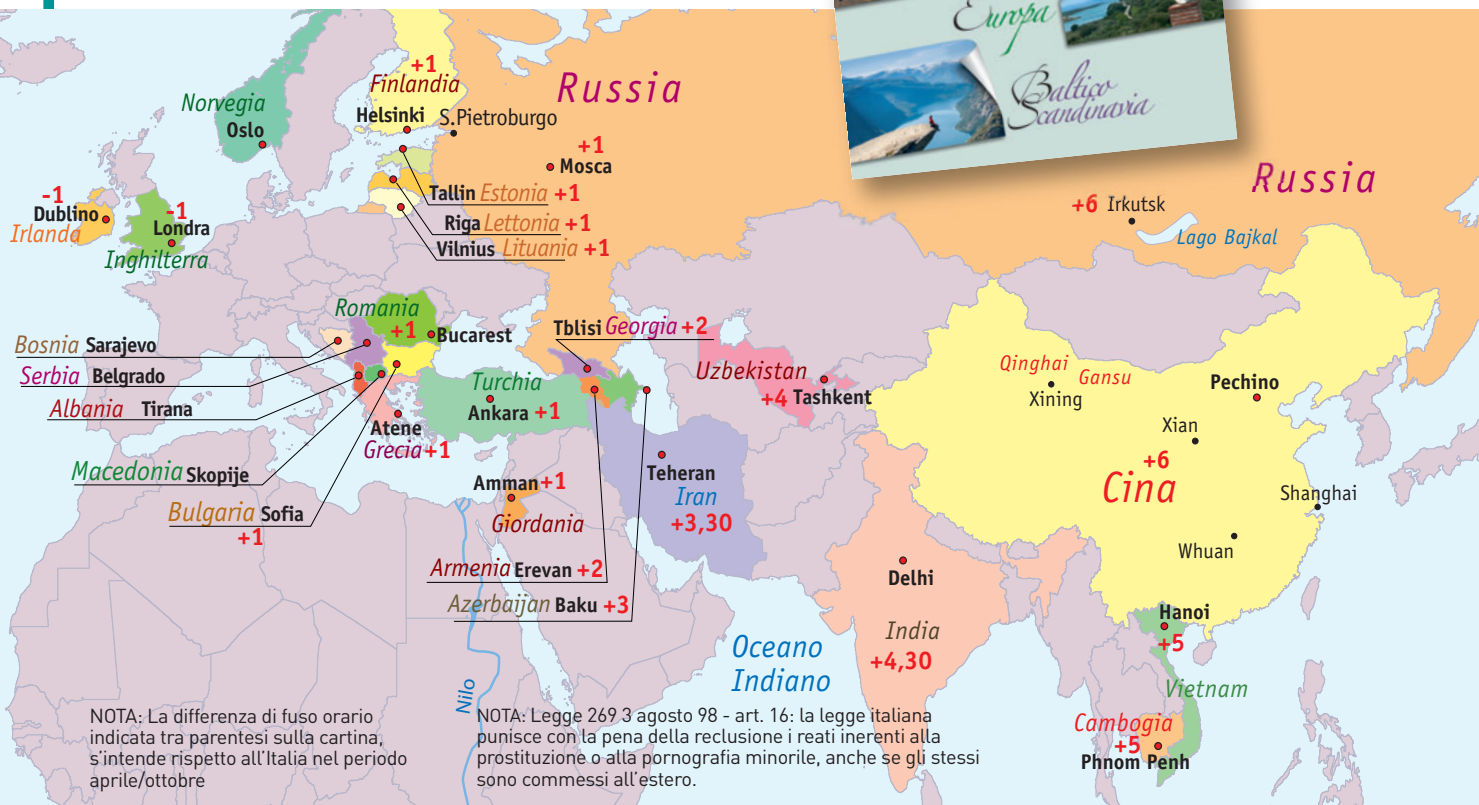 Europa
Baltico
Scandinavia
+1
Finlandia
Russia
Norvegia
Oslo
Helsinki
S.Pietroburgo
+1
Mosca
Russia
+6 Irkutsk
Lago Bajkal
-1
Dublino
Irlanda
-1
Londra
Inghilterra
Tallin Estonia +1
Riga Lettonia +1
Vilnius Lituania +1
Romania
+1
Bucarest
Tblisi Georgia +2
Bosnia Sarajevo
Serbia Belgrado
Albania Tirana
Turchia
Ankara +1
Atene
Grecia +1
Uzbekistan
+4 Tashkent
Qinghai
Gansu
Xining
Pechino
Xian
+6
Cina
Shanghai
Whuan
Macedonia Skopije
Bulgaria Sofia
+1
Amman +1
Giordania
Teheran
Iran
+3,30
Armenia Erevan +2
Azerbaijan Baku +3
Delhi
India
+4,30
Oceano
Indiano
Hanoi
+5
Vietnam
Cambogia
+5
Phnom Penh
Nilo
NOTA: La differenza di fuso orario
indicata tra parentesi sulla cartina,
s'intende rispetto all'Italia nel periodo
aprile/ottobre
NOTA: Legge 269 3 agosto 98 - art. 16: la legge italiana
punisce con la pena della reclusione i reati inerenti alla
prostituzione o alla pornografia minorile, anche se gli stessi
sono commessi all'estero.